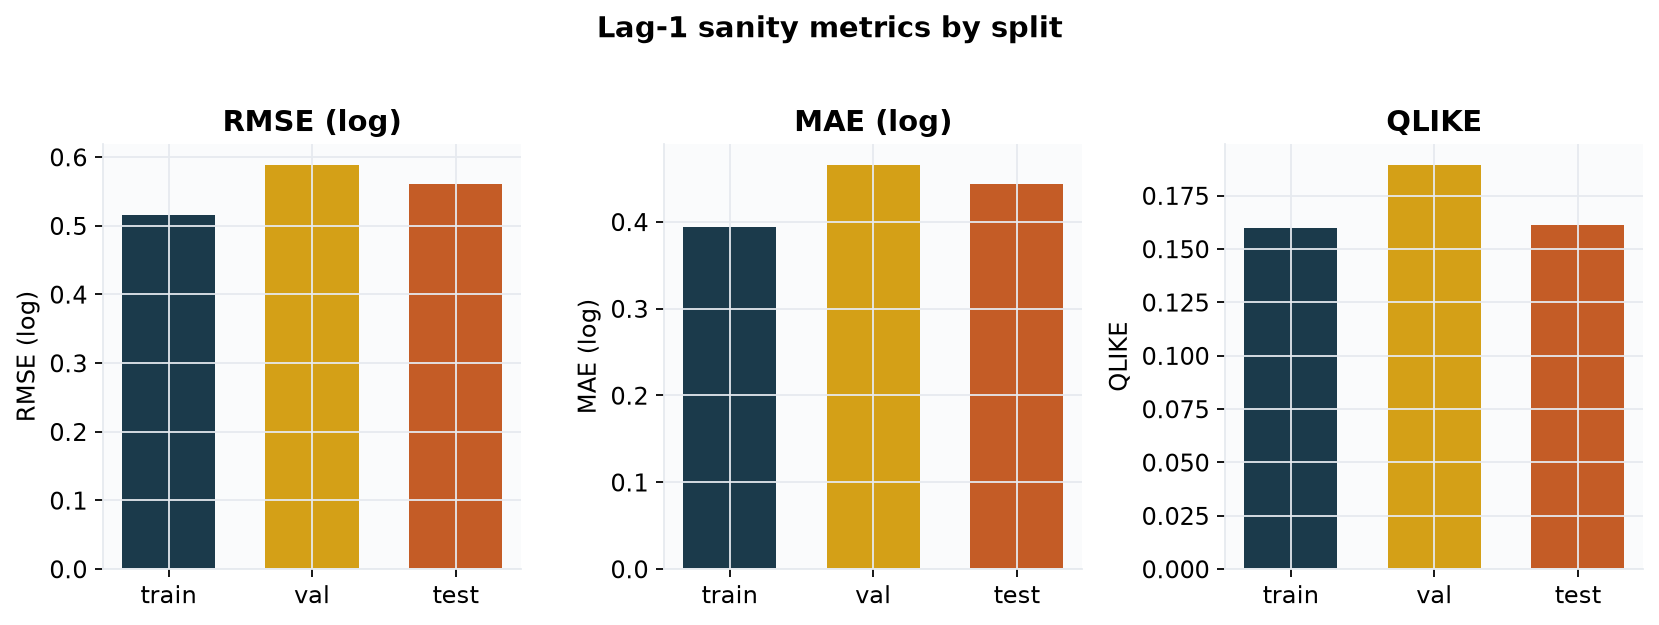 Lag-1 sanity metrics by split
RMSE (log)
RMSE (log)
0.6
0.5
0.4
0.3
0.2
0.1
0.0
train val test
MAE (log)
MAE (log)
0.4
0.3
0.2
0.1
0.0
train val test
QLIKE
QLIKE
0.175
0.150
0.125
0.100
0.075
0.050
0.025
0.000
train val test